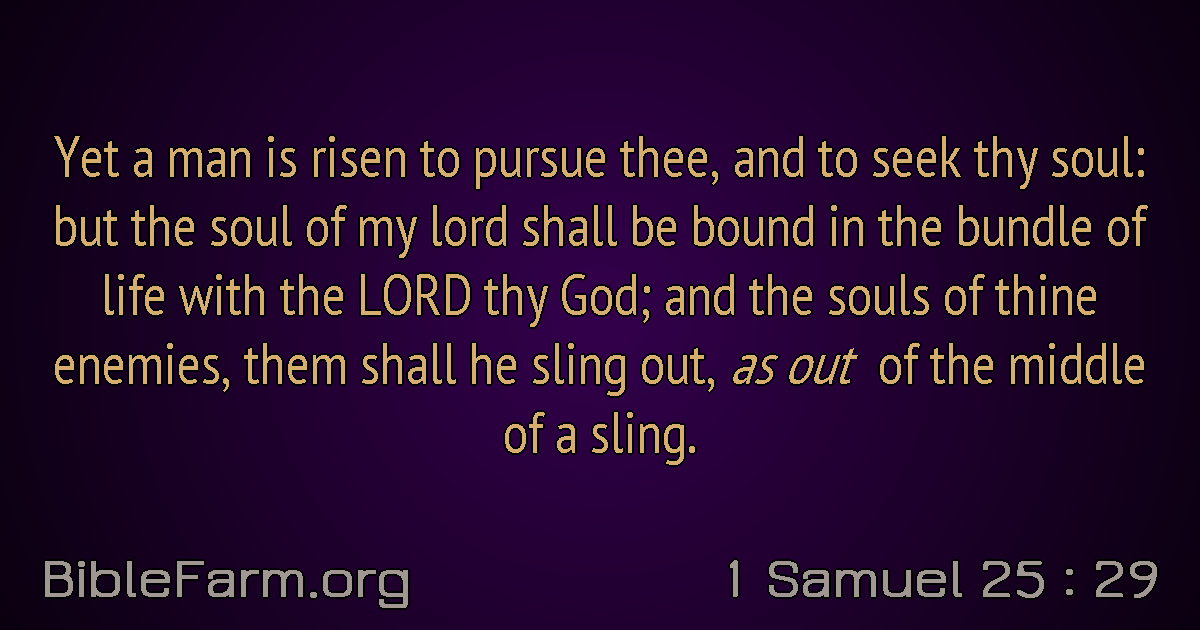 Yet a man is risen to pursue thee, and to seek thy soul:
but the soul of my lord shall be bound in the bundle of
life with the LORD thy God; and the souls of thine
enemies, them shall he sling out, as out of the middle
of a sling.
BibleFarm.org
1 Samuel 25 : 29